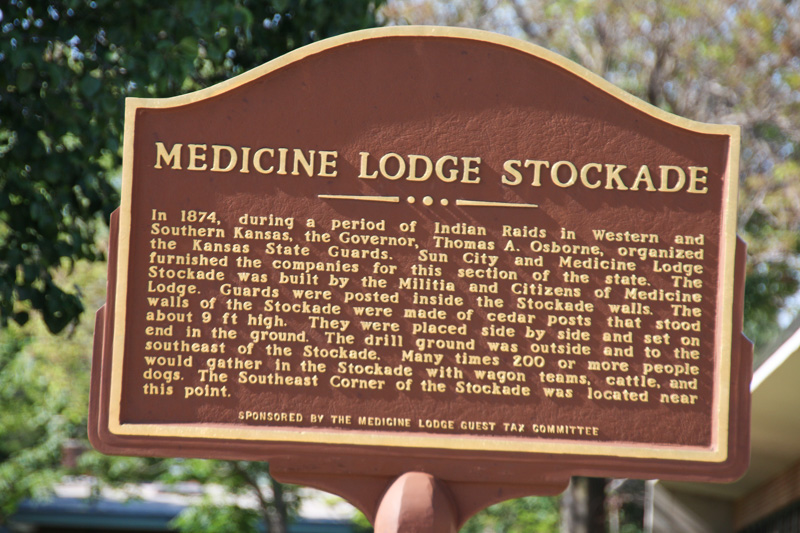 MEDICINE LODGE STOCKADE
In 1874, during a period of Indian Raids in Western and
Southern Kansas, the Governor, Thomas A. Osborne, organized
the Kansas State Guards. Sun City and Medicine Lodge
furnished the companies for this section of the state. The
Stockade was built by the Militia and Citizens of Medicine
Lodge. Guards were posted inside the Stockade walls. The
walls of the Stockade were made of cedar posts that stood
about 9 ft high. They were placed side by side and set on
end in the ground. The drill ground was outside and to the
southeast of the Stockade. Many times 200 or more people
would gather in the Stockade with wagon teams, cattle, and
dogs. The Southeast Corner of the Stockade was located near
this point.
SPONSORED BY THE MEDICINE LODGE GUEST TAX COMMITTEE